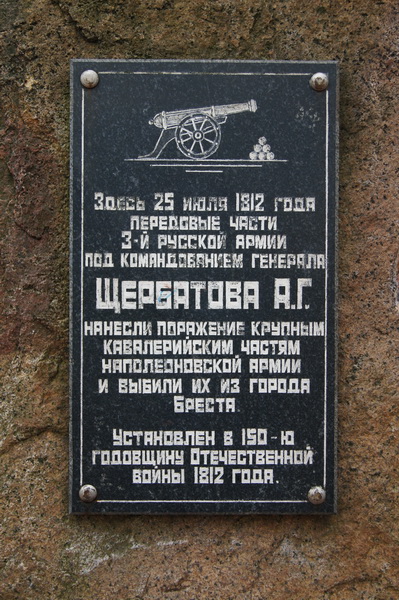 Здесь 25 июля 1812 года
передовые части
3-й русской армии
под командованием генерала
Щербатова А.Г.
нанесли поражение крупным
кавалерийским частям
наполеоновской армии
и выбили их из города
Бреста.
Установлен в 150-ю
годовщину Отечественной
войны 1812 года.